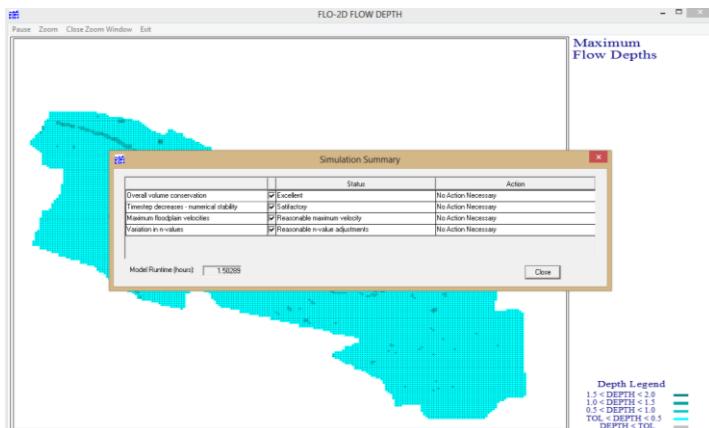 FLO-2D FLOW DEPTH
Pause Zoom Close Zoom Window Exit
Maximum
Flow Depths
Simulation Summary
Status Action
Overall volume conservation Excellent No Action Necessary
Timestep decreases - numerical stability Satifactory No Action Necessary
Maximum floodplain velocities Reasonable maximum velocity No Action Necessary
Variation in n-values Reasonable n-value adjustments No Action Necessary
Model Runtime (hours): 1.50289 Close
Depth Legend
1.5 < DEPTH < 2.0
1.0 < DEPTH < 1.5
0.5 < DEPTH < 1.0
TOL < DEPTH < 0.5
DEPTH < TOL